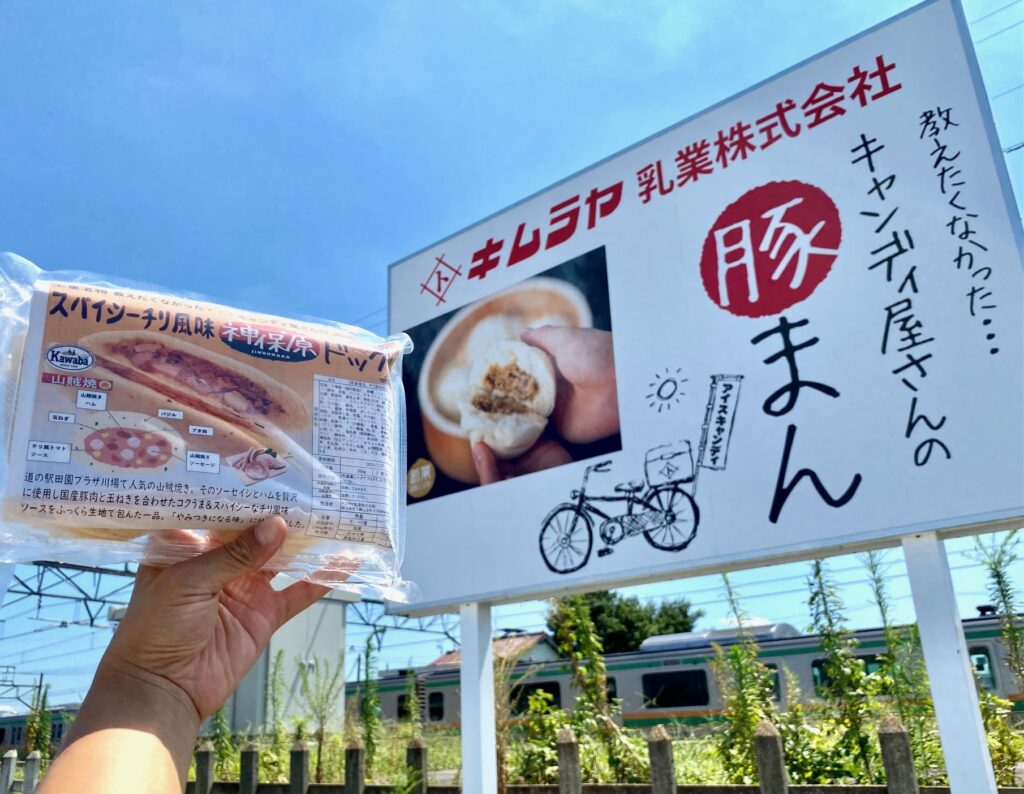 キムラヤ 乳業株式会社
教えたくなかった…
キャンディ屋さんの
豚まん
アイスキャンディ
スパイシーチリ風味 神保原 ドック
JINBOHARA
Kawaba
山賊焼
山賊焼き
ハム
玉ねぎ
バジル
ブタ肉
チリ風トマト
ソース
山賊焼き
ソーセージ
道の駅田園プラザ川場で人気の山賊焼き。そのソーセイジとハムを贅沢
に使用し国産豚肉と玉ねぎを合わせたコクうま&スパイシーなチリ風味
ソースをふっくら生地で包んだ一品。「やみつきになる味」に